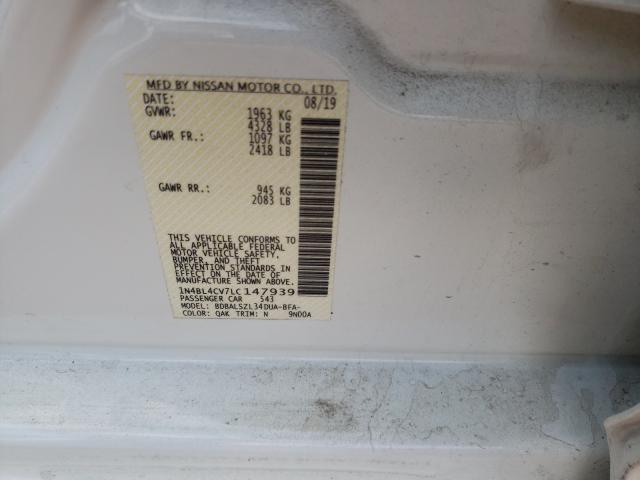 MFD BY NISSAN MOTOR CO., LTD.
DATE: 08/19
GVWR: 1963 KG
4328 LB
GAWR FR.: 1097 KG
2418 LB
GAWR RR.: 945 KG
2083 LB
THIS VEHICLE CONFORMS TO
ALL APPLICABLE FEDERAL
MOTOR VEHICLE SAFETY,
BUMPER, AND THEFT
PREVENTION STANDARDS IN
EFFECT ON THE DATE OF
MANUFACTURE SHOWN ABOVE.
1N4BL4CV7LC147939
PASSENGER CAR 543
MODEL: BDBALSZL34DUA-BFA-
COLOR: QAK TRIM: N 9N00A